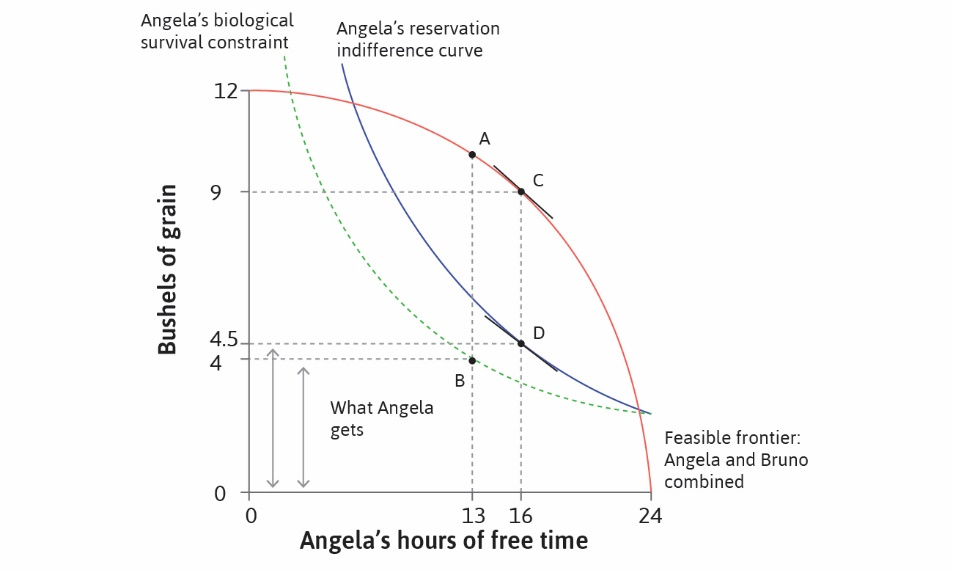 Angela’s biological
survival constraint
Angela’s reservation
indifference curve
12
9
4.5
4
0
Bushels of grain
A
C
D
B
What Angela
gets
Feasible frontier:
Angela and Bruno
combined
0
13
16
24
Angela’s hours of free time